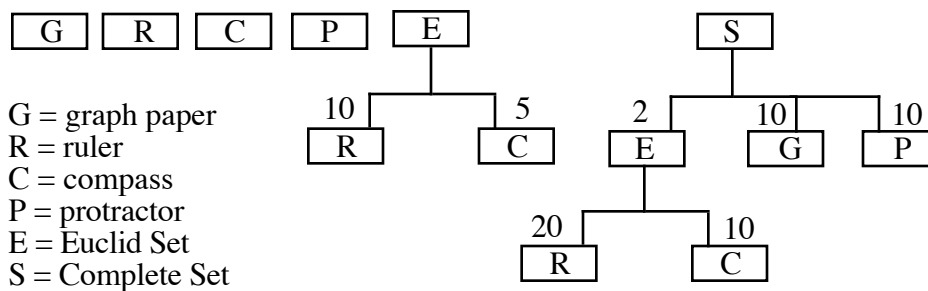 G R C P E S
10 5 2 10 10
R C E G P
20 10
R C
G = graph paper
R = ruler
C = compass
P = protractor
E = Euclid Set
S = Complete Set